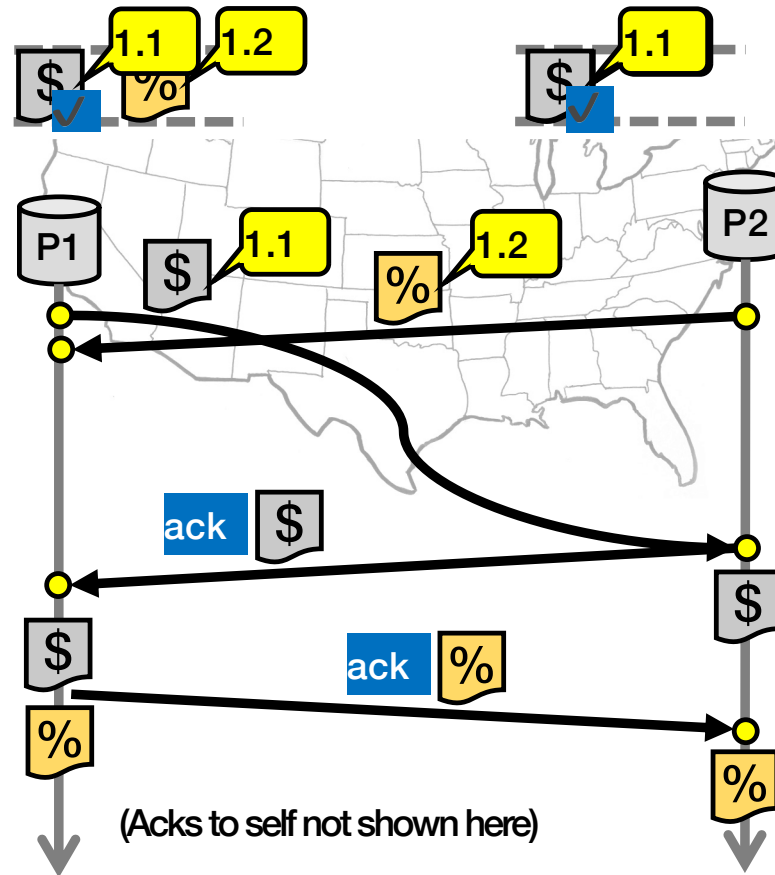 1.1 1.2 1.1
$ % $
P1 P2
1.1 1.2
$ %
ack $
$ $
ack %
% %
(Acks to self not shown here)